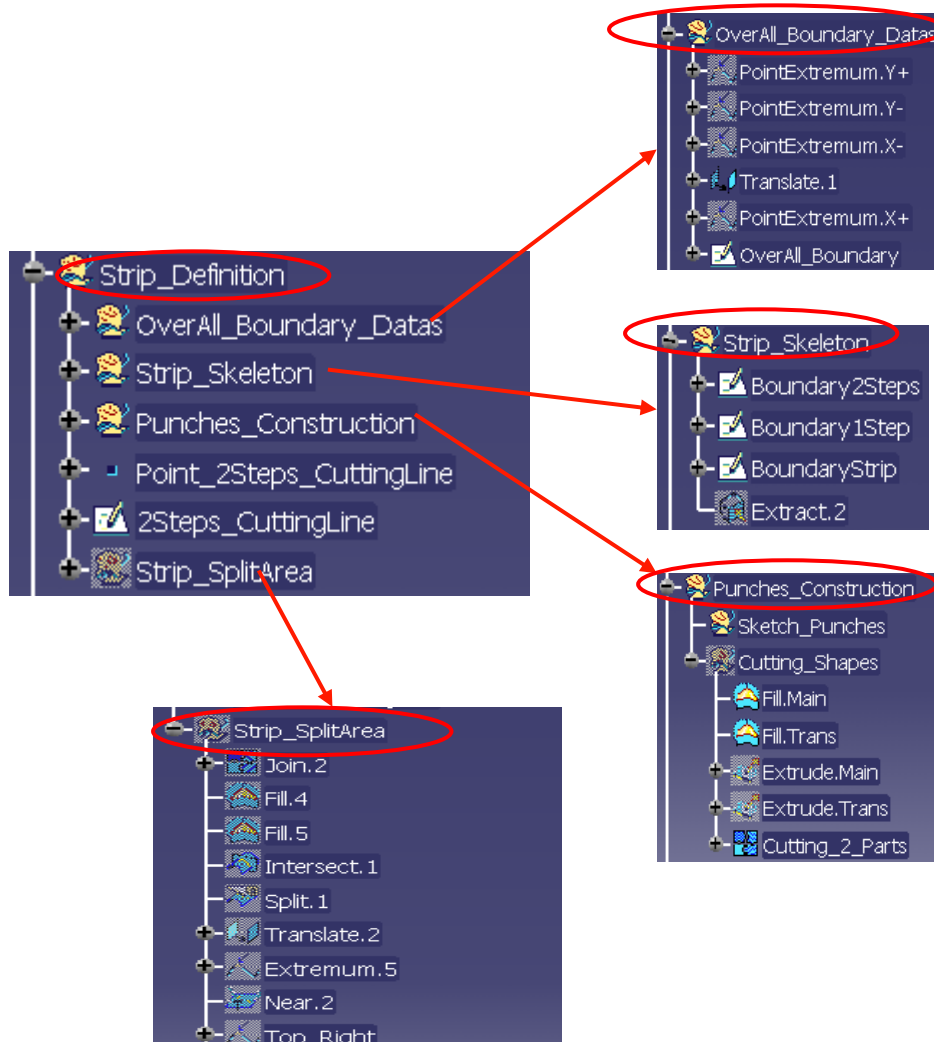 OverAll_Boundary_Datas
PointExtremum.Y+
PointExtremum.Y-
PointExtremum.X-
Translate.1
PointExtremum.X+
OverAll_Boundary
Strip_Definition
OverAll_Boundary_Datas
Strip_Skeleton
Punches_Construction
Point_2Steps_CuttingLine
2Steps_CuttingLine
Strip_SplitArea
Strip_Skeleton
Boundary2Steps
Boundary1Step
BoundaryStrip
Extract.2
Punches_Construction
Sketch_Punches
Cutting_Shapes
Fill.Main
Fill.Trans
Extrude.Main
Extrude.Trans
Cutting_2_Parts
Strip_SplitArea
Join.2
Fill.4
Fill.5
Intersect.1
Split.1
Translate.2
Extremum.5
Near.2
Top_Right